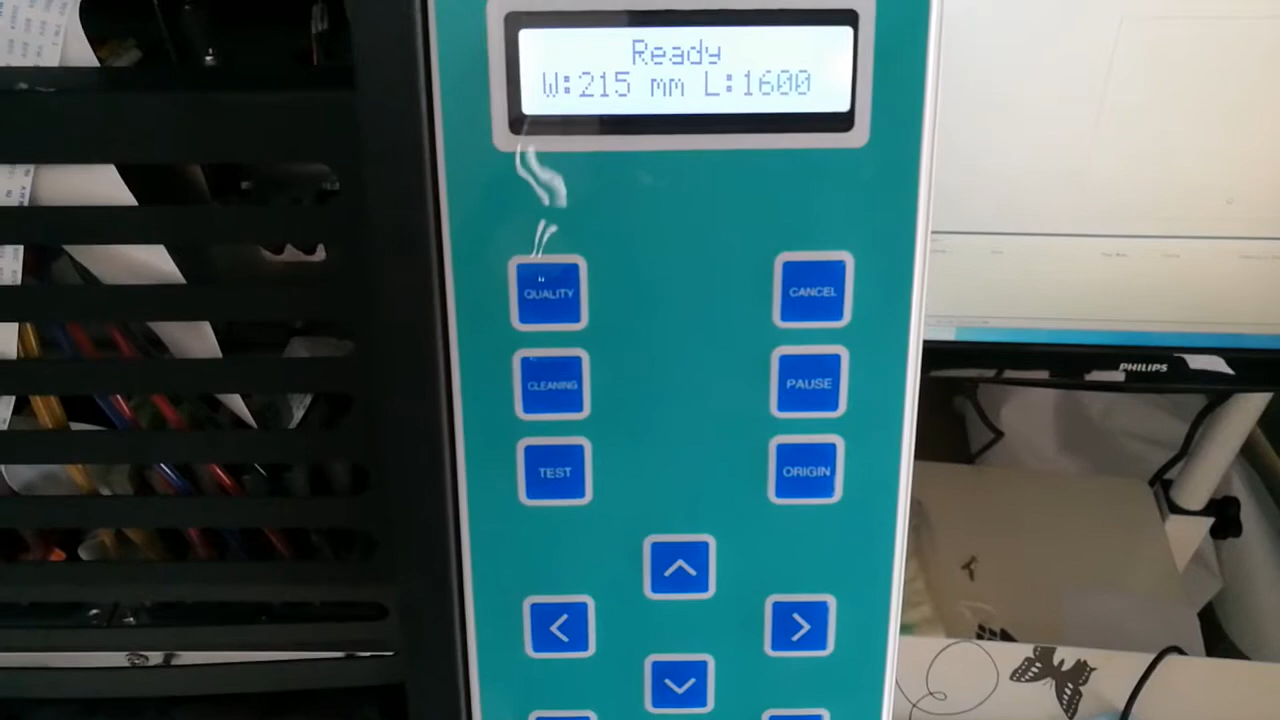 Ready
W:215 mm L:1600
QUALITY
CANCEL
CLEANING
PAUSE
TEST
ORIGIN
PHILIPS